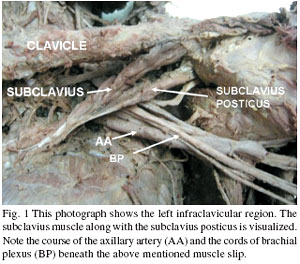 CLAVICLE
SUBCLAVIUS
SUBCLAVIUS
POSTICUS
AA
BP
Fig. 1 This photograph shows the left infraclavicular region. The
subclavius muscle along with the subclavius posticus is visualized.
Note the course of the axillary artery (AA) and the cords of brachial
plexus (BP) beneath the above mentioned muscle slip.